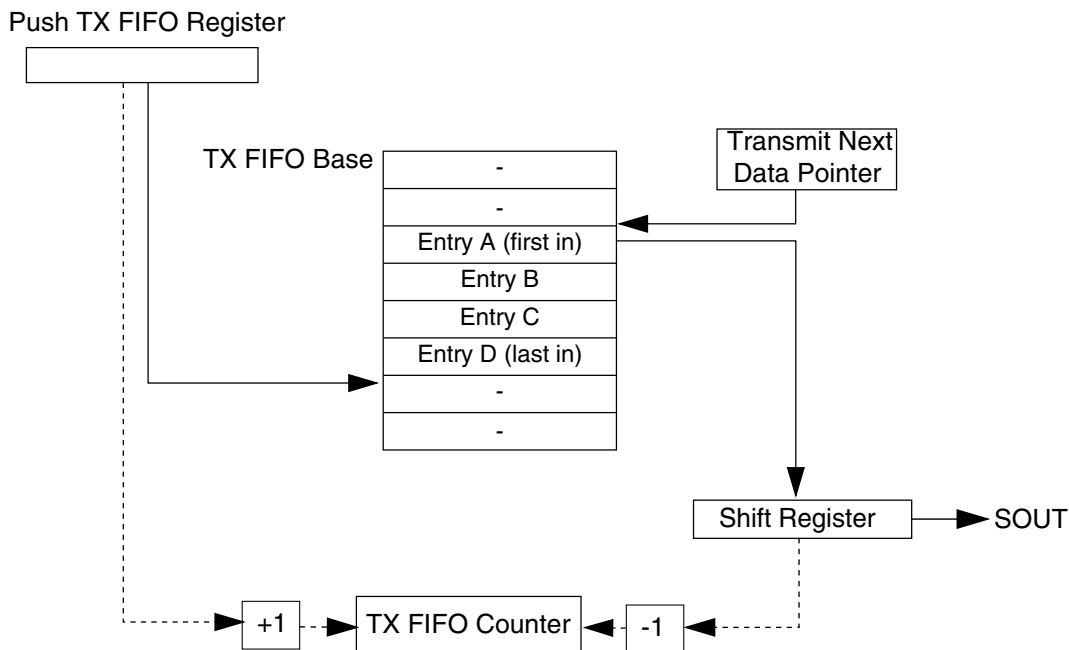 Push TX FIFO Register
TX FIFO Base
Transmit Next
Data Pointer
-
-
Entry A (first in)
Entry B
Entry C
Entry D (last in)
-
-
Shift Register
SOUT
+1
TX FIFO Counter
-1